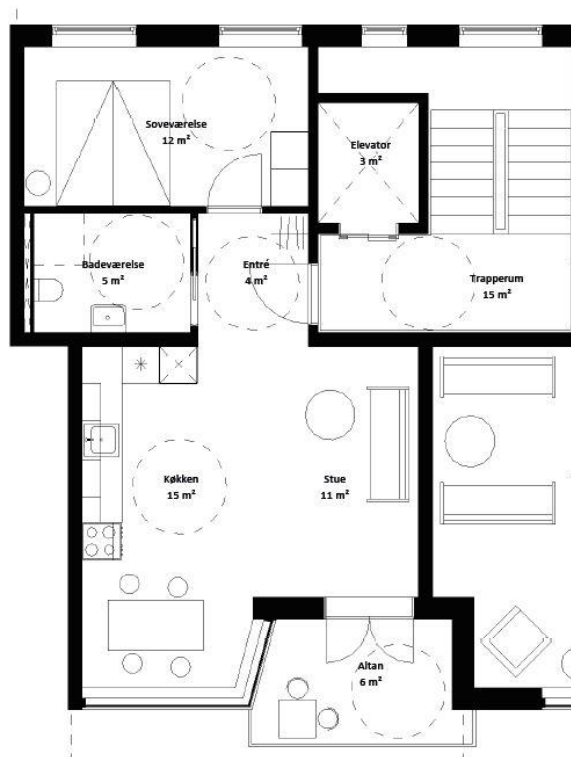 Soveværelse
12 m²
Elevator
3 m²
Badeværelse
5 m²
Entré
4 m²
Trapperum
15 m²
Køkken
15 m²
Stue
11 m²
Altan
6 m²